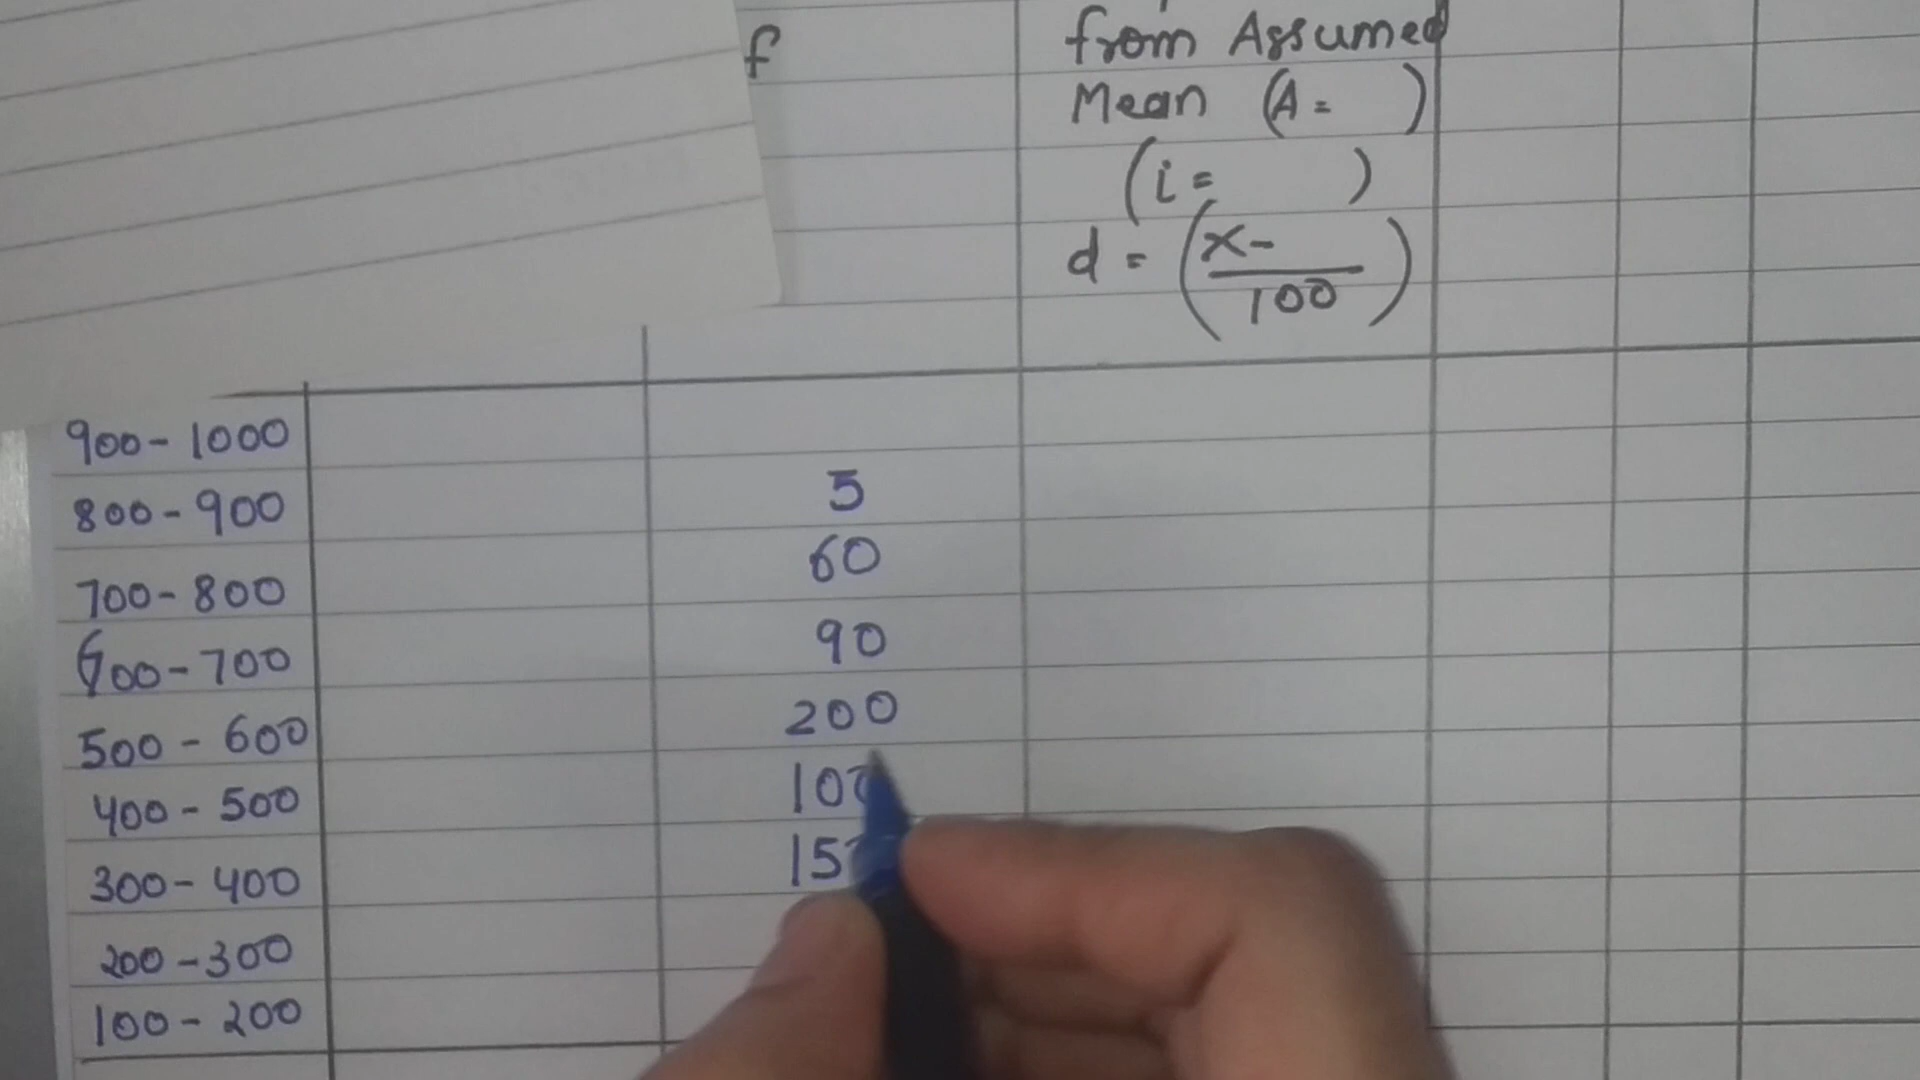 f
from Assumed
Mean (A = )
(i = )
d = (x- / 100)
900 - 1000
800 - 900 5
700 - 800 60
600 - 700 90
500 - 600 200
400 - 500 100
300 - 400
200 - 300
100 - 200